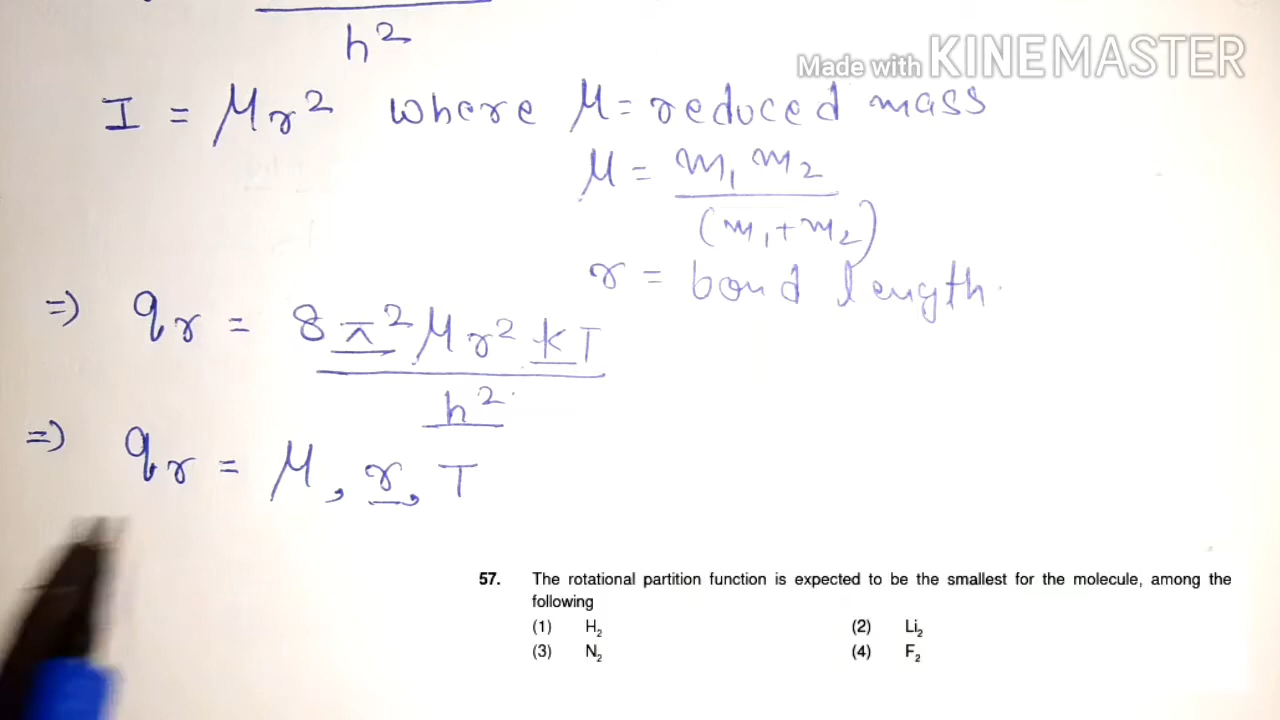 Made with KINEMASTER
h²
I = μr² where μ = reduced mass
μ = m₁ m₂ / (m₁ + m₂)
r = bond length.
=) qr = 8π²μr²kT / h²
=) qr = μ, r, T
57. The rotational partition function is expected to be the smallest for the molecule, among the
following
(1) H₂ (2) Li₂
(3) N₂ (4) F₂